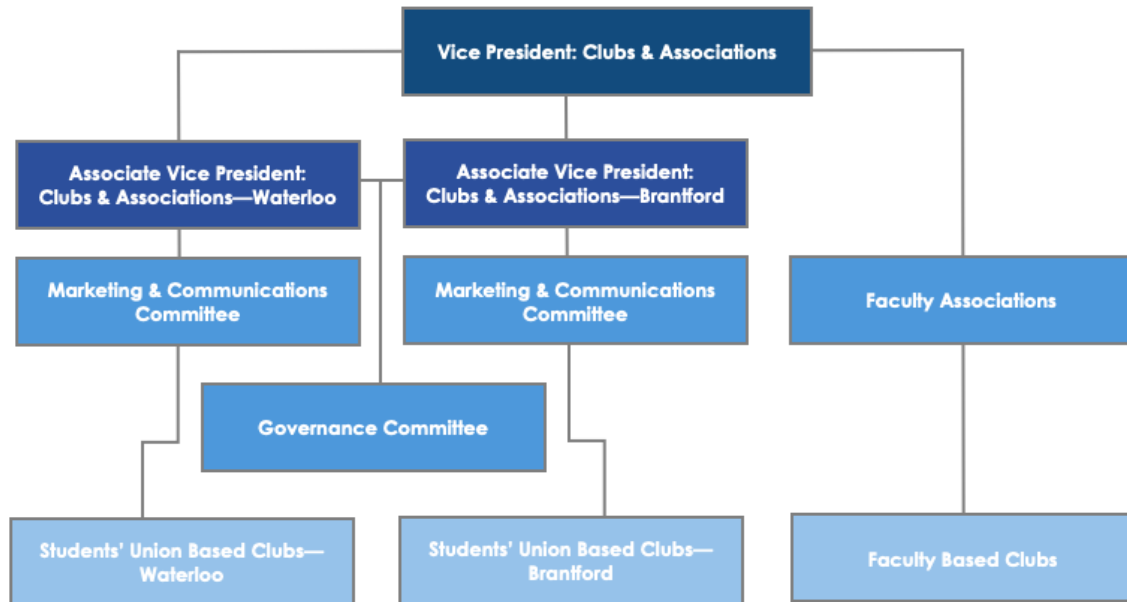 Vice President: Clubs & Associations
Associate Vice President:
Clubs & Associations—Waterloo
Associate Vice President:
Clubs & Associations—Brantford
Marketing & Communications
Committee
Marketing & Communications
Committee
Faculty Associations
Governance Committee
Students’ Union Based Clubs—
Waterloo
Students’ Union Based Clubs—
Brantford
Faculty Based Clubs